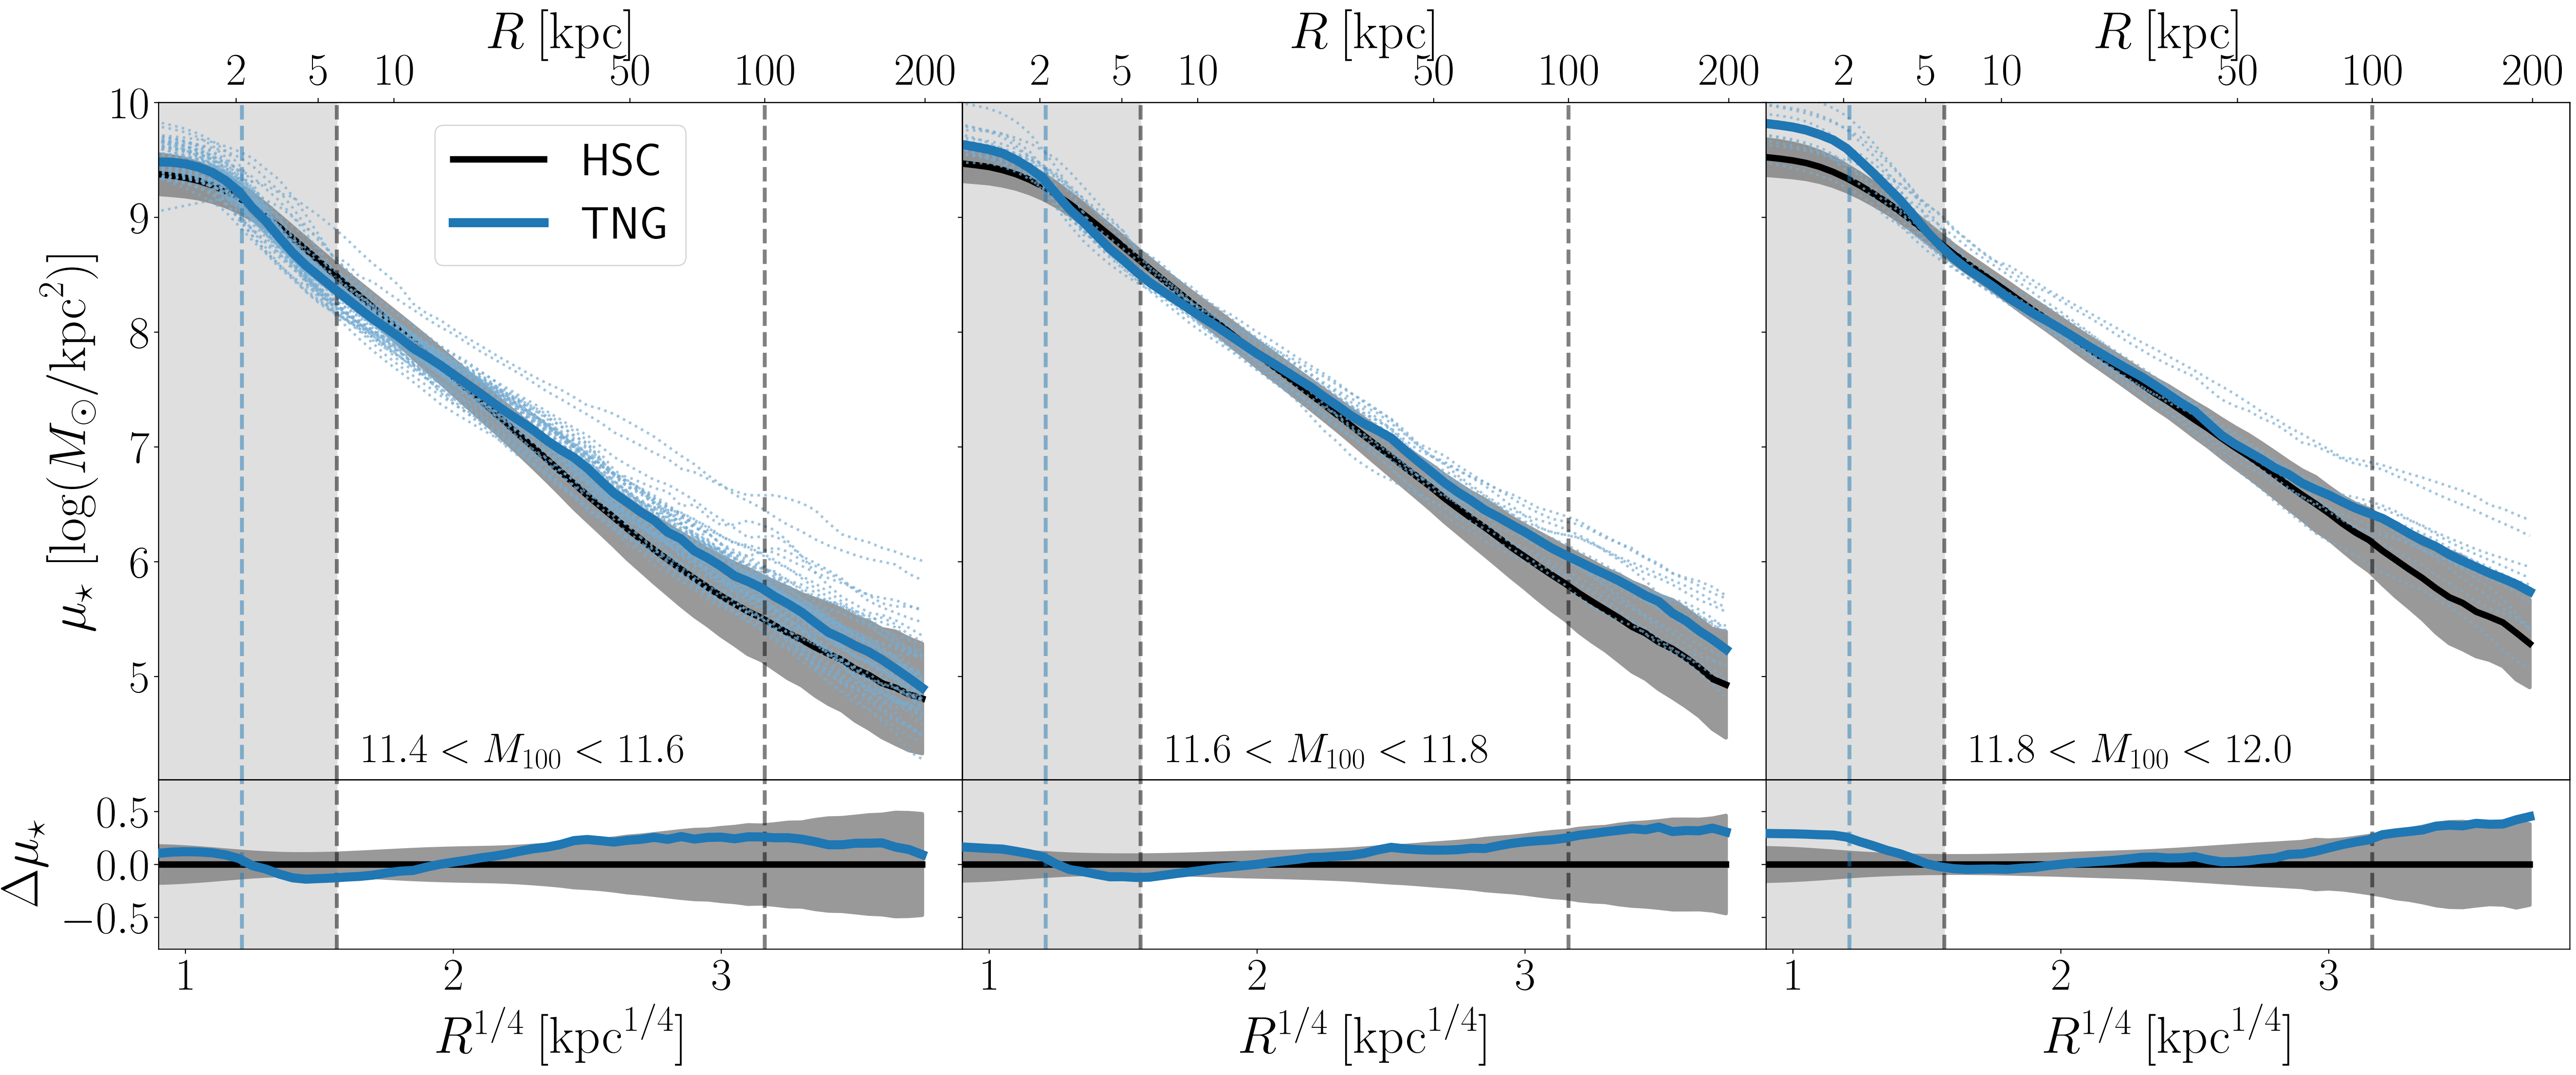 R [kpc] R [kpc] R [kpc]
2 5 10 50 100 200 2 5 10 50 100 200 2 5 10 50 100 200
10
9
8
7
6
5
μ⋆ [log(M⊙/kpc²)]
HSC
TNG
11.4 < M₁₀₀ < 11.6 11.6 < M₁₀₀ < 11.8 11.8 < M₁₀₀ < 12.0
0.5
0.0
−0.5
Δμ⋆
1 2 3 1 2 3 1 2 3
R^{1/4} [kpc^{1/4}] R^{1/4} [kpc^{1/4}] R^{1/4} [kpc^{1/4}]